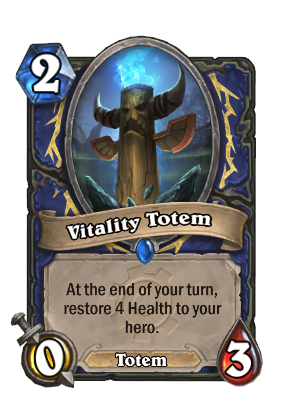 2
Vitality Totem
At the end of your turn,
restore 4 Health to your
hero.
0
Totem
3